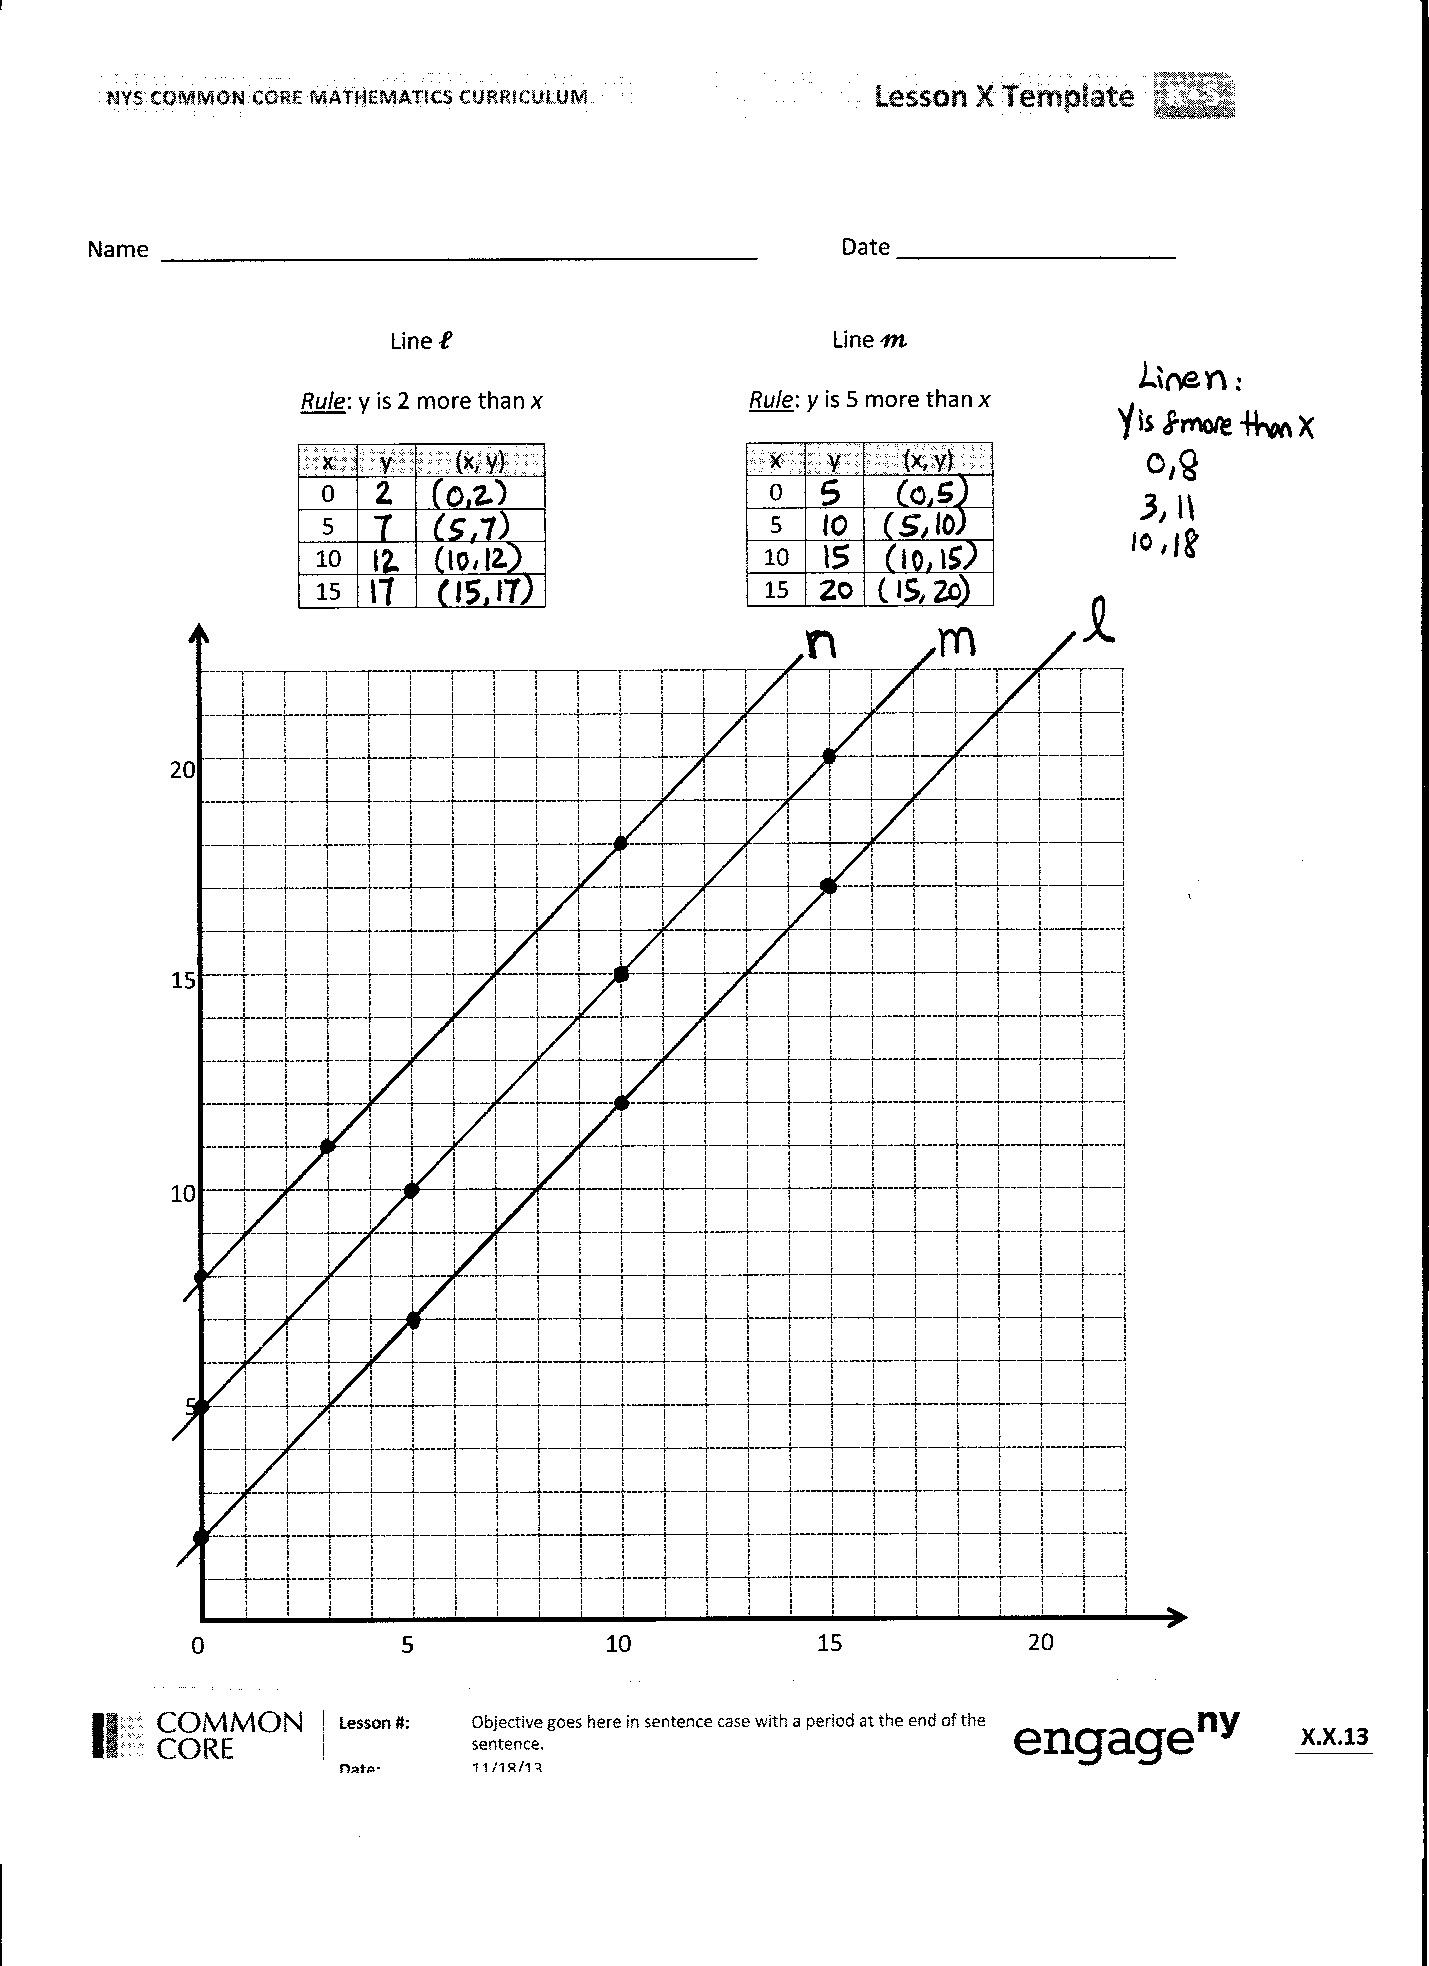 NYS COMMON CORE MATHEMATICS CURRICULUM
Lesson X Template
Name
Date
Line ℓ
Line m
Rule: y is 2 more than x
Rule: y is 5 more than x
Line n:
Y is 8 more than X
x y (x, y)
0 2 (0,2)
5 7 (5,7)
10 12 (10,12)
15 17 (15,17)
x y (x, y)
0 5 (0,5)
5 10 (5,10)
10 15 (10,15)
15 20 (15,20)
0,8
3,11
10,18
n
m
ℓ
20
15
10
5
0 5 10 15 20
COMMON
CORE
Lesson #:
Objective goes here in sentence case with a period at the end of the
sentence.
Date:
11/18/13
engageny
X.X.13